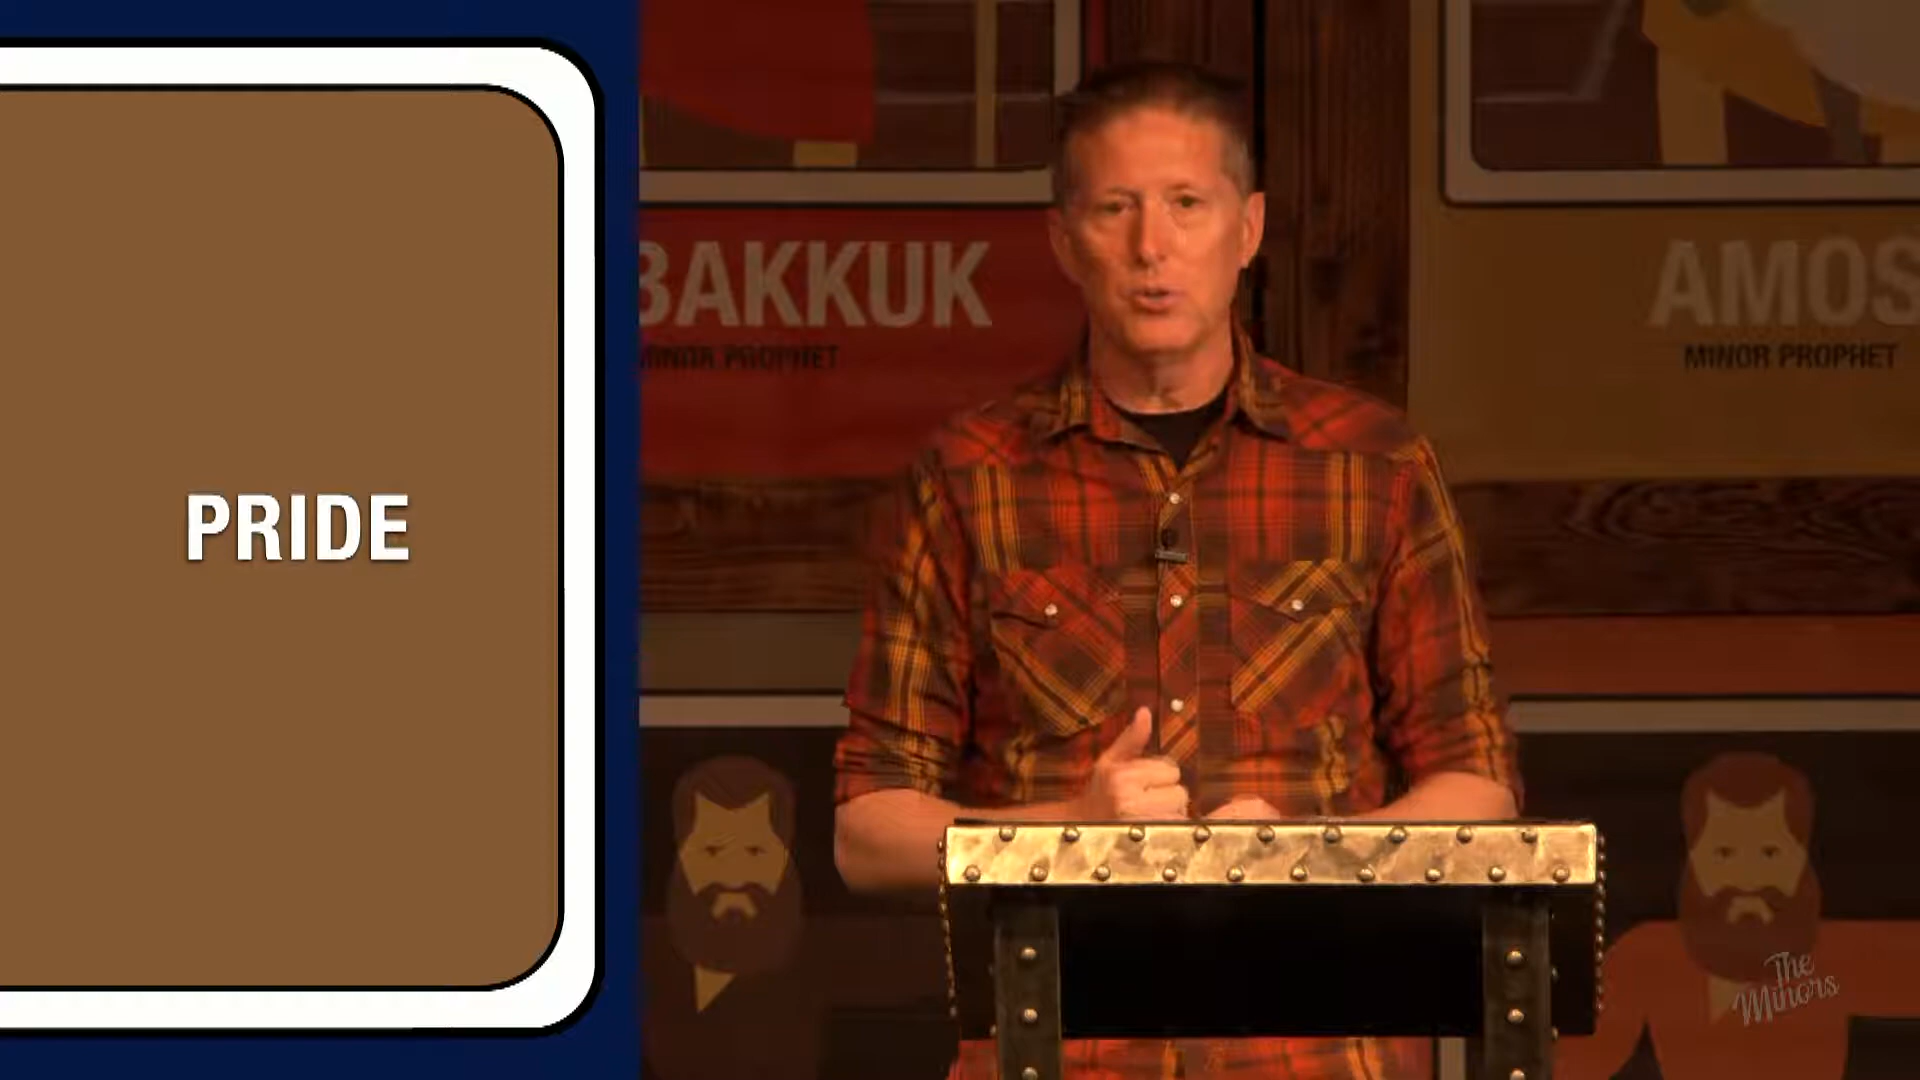 PRIDE
BAKKUK
MINOR PROPHET
AMOS
MINOR PROPHET
The
Minors